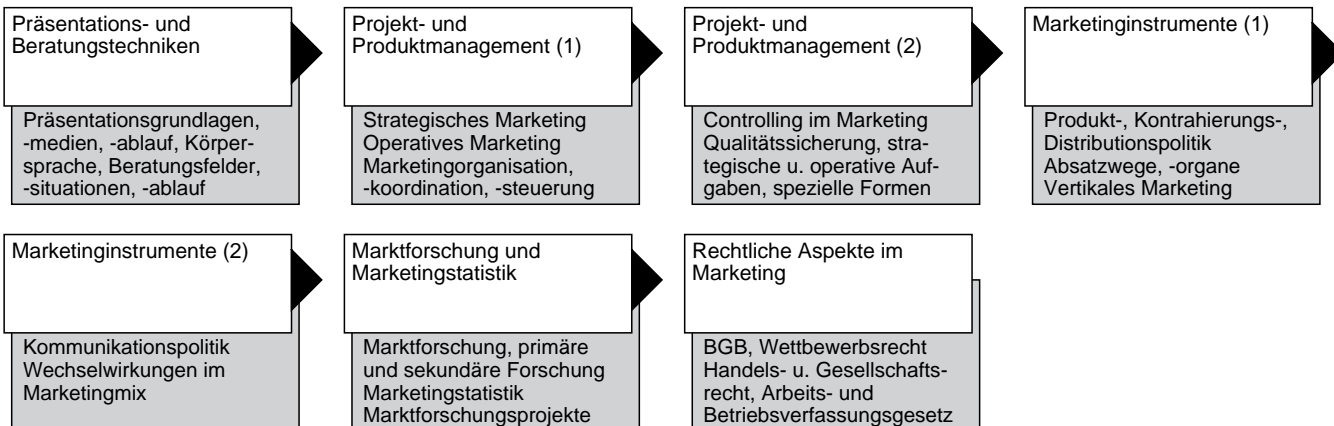 Präsentations- und
Beratungstechniken
Präsentationsgrundlagen,
-medien, -ablauf, Körper-
sprache, Beratungsfelder,
-situationen, -ablauf
Projekt- und
Produktmanagement (1)
Strategisches Marketing
Operatives Marketing
Marketingorganisation,
-koordination, -steuerung
Projekt- und
Produktmanagement (2)
Controlling im Marketing
Qualitätssicherung, stra-
tegische u. operative Auf-
gaben, spezielle Formen
Marketinginstrumente (1)
Produkt-, Kontrahierungs-,
Distributionspolitik
Absatzwege, -organe
Vertikales Marketing
Marketinginstrumente (2)
Kommunikationspolitik
Wechselwirkungen im
Marketingmix
Marktforschung und
Marketingstatistik
Marktforschung, primäre
und sekundäre Forschung
Marketingstatistik
Marktforschungsprojekte
Rechtliche Aspekte im
Marketing
BGB, Wettbewerbsrecht
Handels- u. Gesellschafts-
recht, Arbeits- und
Betriebsverfassungsgesetz